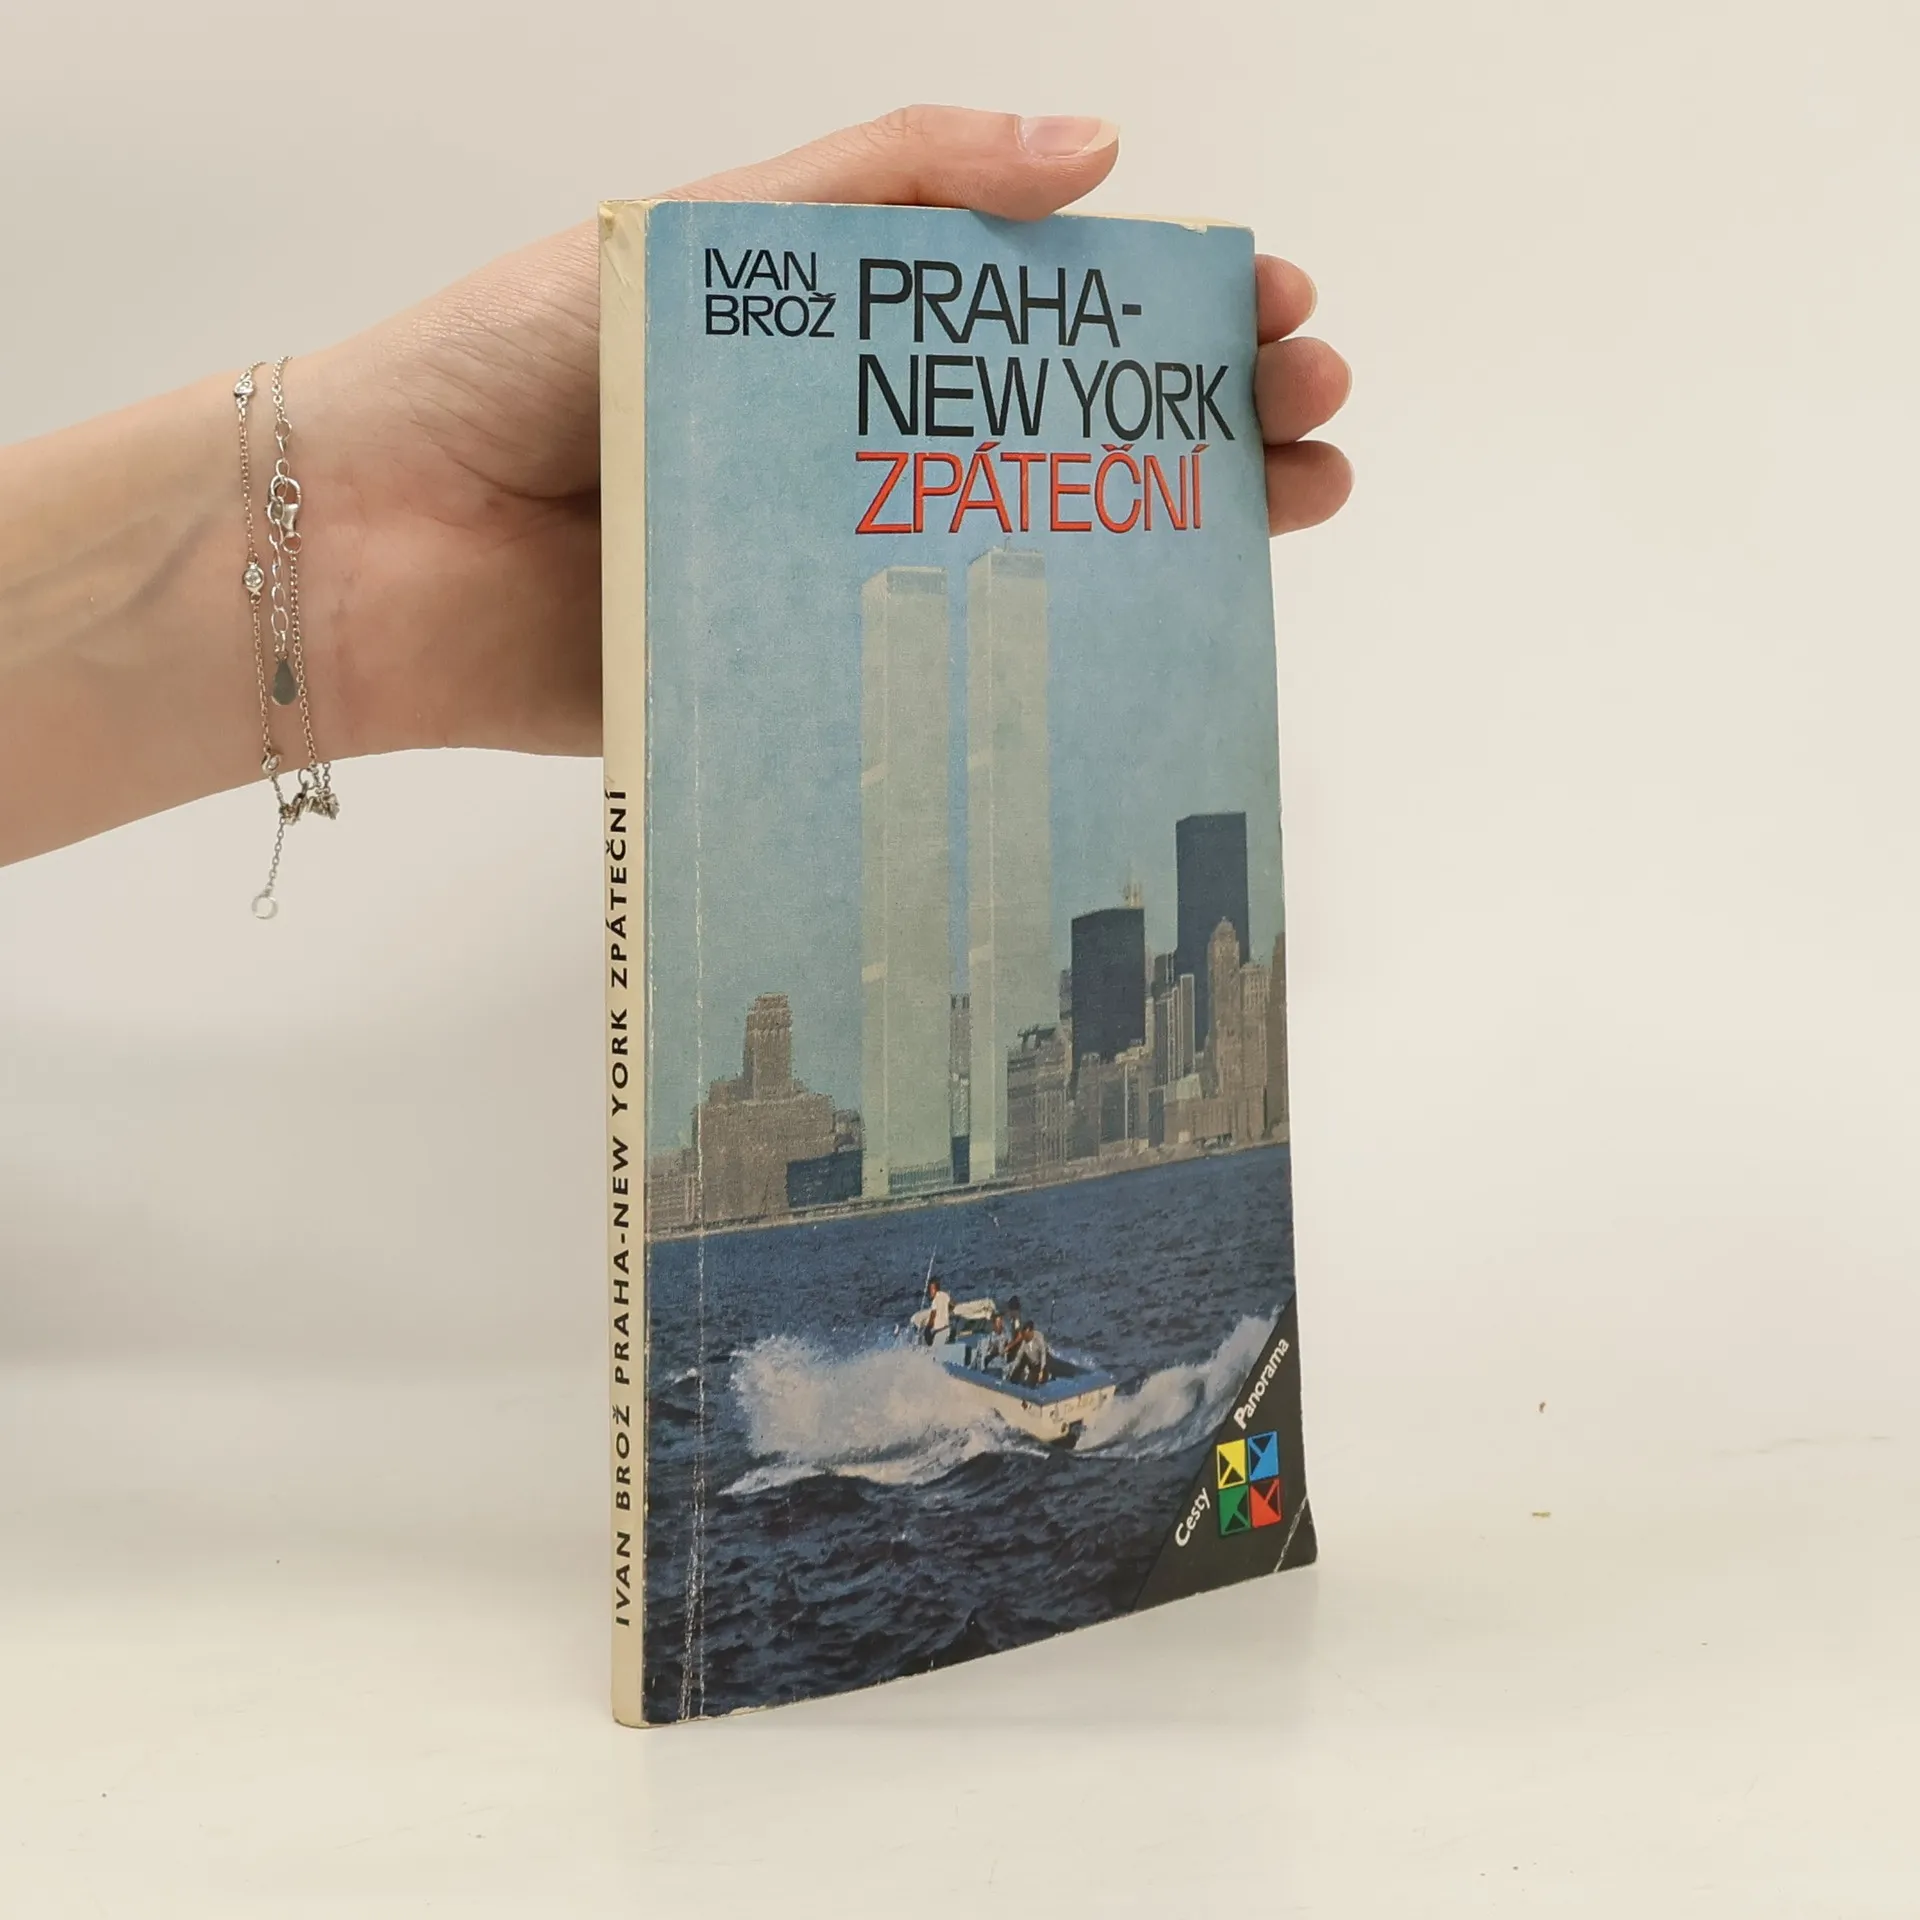 IVAN
BROŽ
PRAHA-
NEW YORK
ZPÁTEČNÍ
IVAN BROŽ PRAHA-NEW YORK ZPÁTEČNÍ
Cesty
Panorama